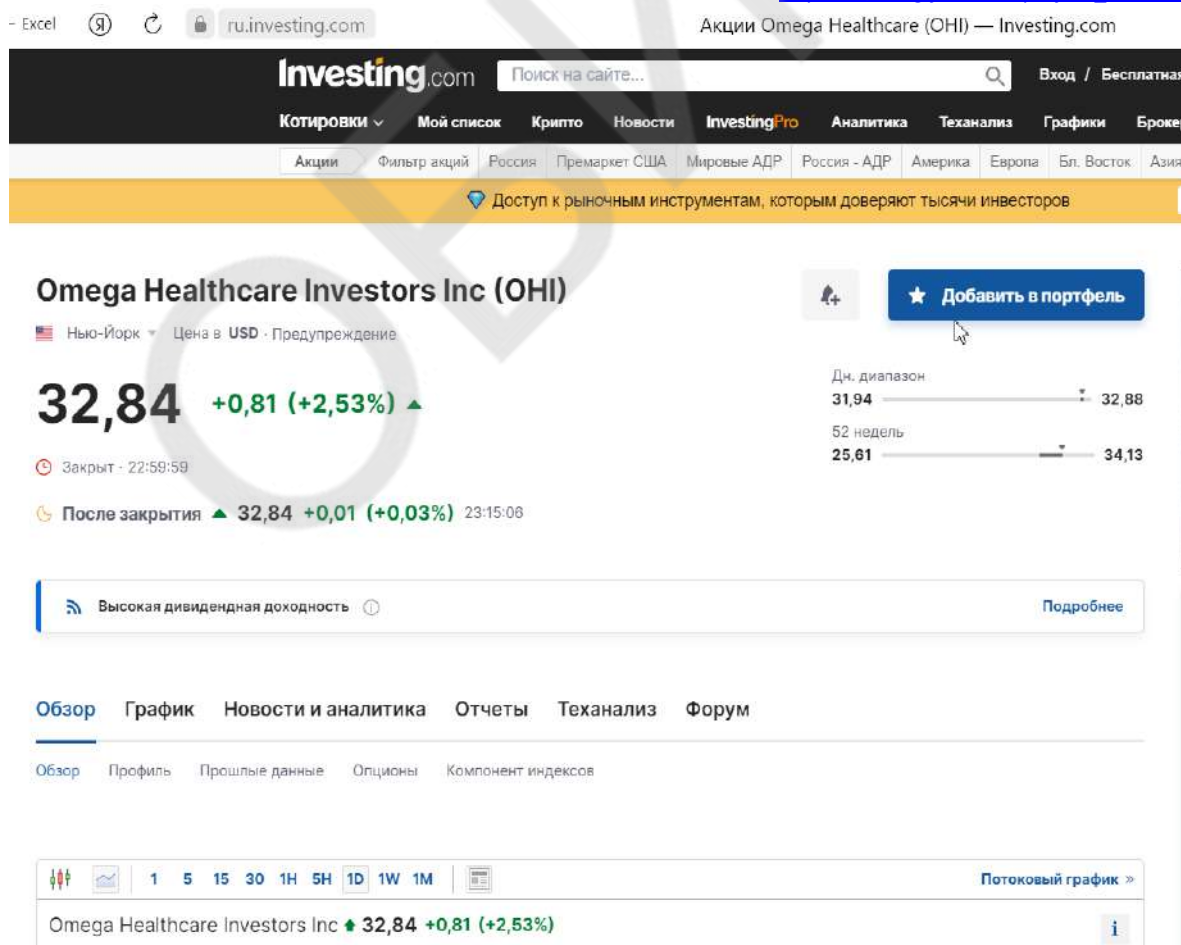 - Excel Я ru.investing.com Акции Omega Healthcare (OHI) — Investing.com
Investing.com Поиск на сайте... Вход / Бесплатная
Котировки Мой список Крипто Новости InvestingPro Аналитика Теханализ Графики Брокер
Акции Фильтр акций Россия Премаркет США Мировые АДР Россия - АДР Америка Европа Бл. Восток Азия
Доступ к рыночным инструментам, которым доверяют тысячи инвесторов
Omega Healthcare Investors Inc (OHI)
Добавить в портфель
Нью-Йорк Цена в USD · Предупреждение
32,84 +0,81 (+2,53%)
Дн. диапазон
31,94 32,88
52 недель
25,61 34,13
Закрыт · 22:59:59
После закрытия 32,84 +0,01 (+0,03%) 23:15:06
Высокая дивидендная доходность Подробнее
Обзор График Новости и аналитика Отчеты Теханализ Форум
Обзор Профиль Прошлые данные Опционы Компонент индексов
1 5 15 30 1H 5H 1D 1W 1M Потоковый график »
Omega Healthcare Investors Inc 32,84 +0,81 (+2,53%) i